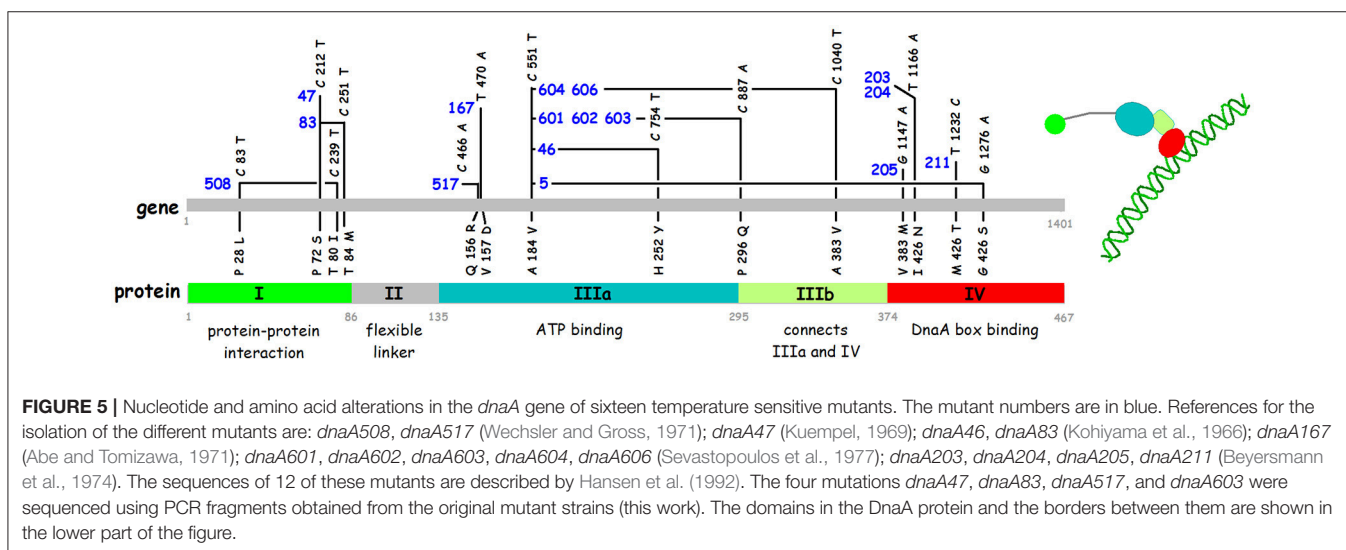 C 83 T
C 239 T
C 212 T
C 251 T
C 466 A
T 470 A
C 551 T
C 754 T
C 887 A
C 1040 T
G 1147 A
T 1166 A
T 1232 C
G 1276 A
47
83
508
167
517
604 606
601 602 603
46
5
203
204
205
211
gene
1
1401
P 28 L
P 72 S
T 80 I
T 84 M
Q 156 R
V 157 D
A 184 V
H 252 Y
P 296 Q
A 383 V
V 383 M
I 426 N
M 426 T
G 426 S
protein
I
II
IIIa
IIIb
IV
1
86
135
295
374
467
protein-protein
interaction
flexible
linker
ATP binding
connects
IIIa and IV
DnaA box binding
FIGURE 5 | Nucleotide and amino acid alterations in the dnaA gene of sixteen temperature sensitive mutants. The mutant numbers are in blue. References for the
isolation of the different mutants are: dnaA508, dnaA517 (Wechsler and Gross, 1971); dnaA47 (Kuempel, 1969); dnaA46, dnaA83 (Kohiyama et al., 1966); dnaA167
(Abe and Tomizawa, 1971); dnaA601, dnaA602, dnaA603, dnaA604, dnaA606 (Sevastopoulos et al., 1977); dnaA203, dnaA204, dnaA205, dnaA211 (Beyersmann
et al., 1974). The sequences of 12 of these mutants are described by Hansen et al. (1992). The four mutations dnaA47, dnaA83, dnaA517, and dnaA603 were
sequenced using PCR fragments obtained from the original mutant strains (this work). The domains in the DnaA protein and the borders between them are shown in
the lower part of the figure.